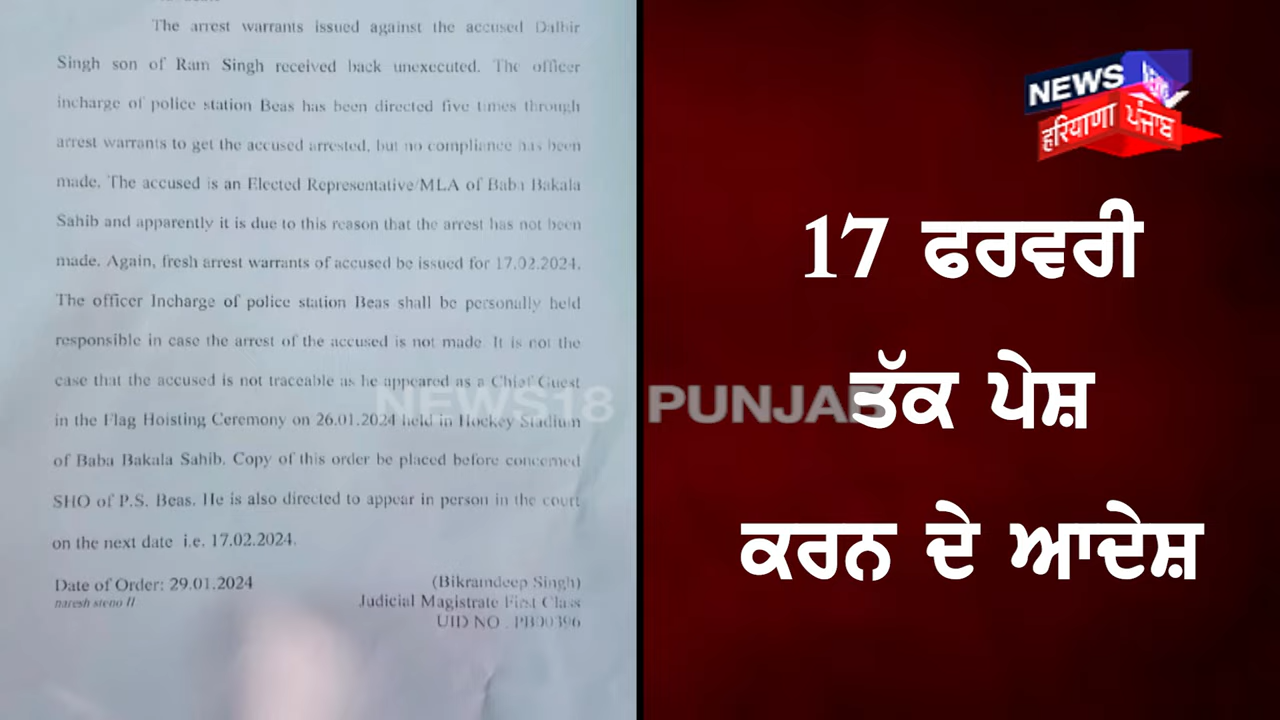 The arrest warrants issued against the accused Dalbir
Singh son of Ram Singh received back unexecuted. The officer
incharge of police station Beas has been directed five times through
arrest warrants to get the accused arrested, but no compliance has been
made. The accused is an Elected Representative/MLA of Baba Bakala
Sahib and apparently it is due to this reason that the arrest has not been
made. Again, fresh arrest warrants of accused be issued for 17.02.2024.
The officer Incharge of police station Beas shall be personally held
responsible in case the arrest of the accused is not made. It is not the
case that the accused is not traceable as he appeared as a Chief Guest
in the Flag Hoisting Ceremony on 26.01.2024 held in Hockey Stadium
of Baba Bakala Sahib. Copy of this order be placed before concerned
SHO of P.S. Beas. He is also directed to appear in person in the court
on the next date i.e. 17.02.2024.
Date of Order: 29.01.2024
naresh steno II
(Bikramdeep Singh)
Judicial Magistrate First Class
UID NO . PB00396
NEWS18 PUNJAB
NEWS
ਹਰਿਆਣਾ ਪੰਜਾਬ
17 ਫਰਵਰੀ
ਤੱਕ ਪੇਸ਼
ਕਰਨ ਦੇ ਆਦੇਸ਼